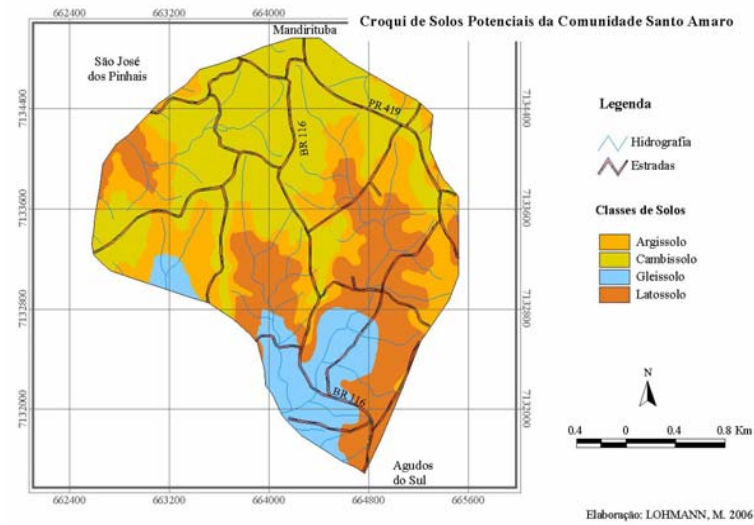 662400 663200 664000
Croqui de Solos Potenciais da Comunidade Santo Amaro
Mandirituba
São José
dos Pinhais
7134400
7134400
PR 419
BR 116
7133600
7133600
7132800
7132800
BR 116
7132000
7132000
Agudos
do Sul
662400 663200 664000 664800 665600
Legenda
Hidrografia
Estradas
Classes de Solos
Argissolo
Cambissolo
Gleissolo
Latossolo
N
0.4 0 0.4 0.8 Km
Elaboração: LOHMANN, M. 2006